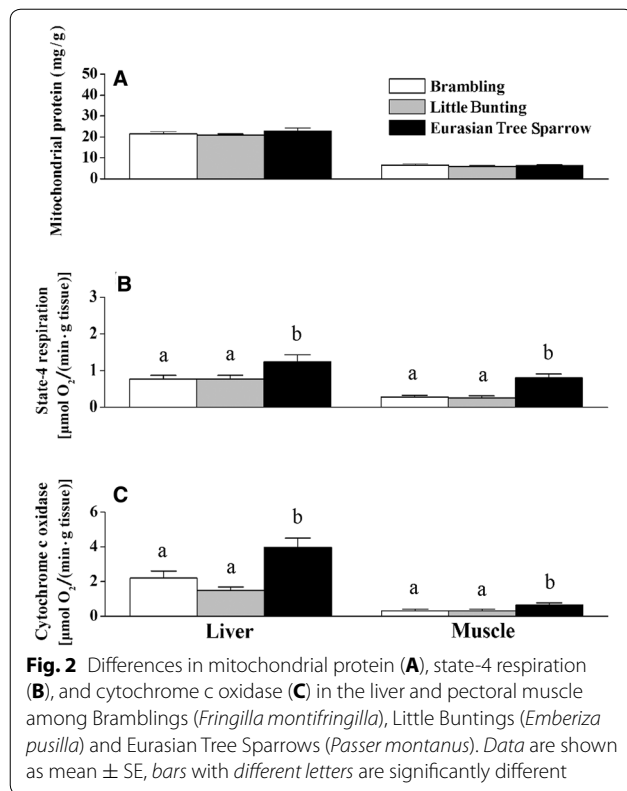 Mitochondrial protein (mg/g)
50
40
30
20
10
0
A
Brambling
Little Bunting
Eurasian Tree Sparrow
State-4 respiration
[μmol O₂/(min·g tissue)]
3
2
1
0
B
a
a
b
a
a
b
Cytochrome c oxidase
[μmol O₂/(min·g tissue)]
6
4
2
0
C
a
a
b
a
a
b
Liver
Muscle
Fig. 2 Differences in mitochondrial protein (A), state-4 respiration
(B), and cytochrome c oxidase (C) in the liver and pectoral muscle
among Bramblings (Fringilla montifringilla), Little Buntings (Emberiza
pusilla) and Eurasian Tree Sparrows (Passer montanus). Data are shown
as mean ± SE, bars with different letters are significantly different